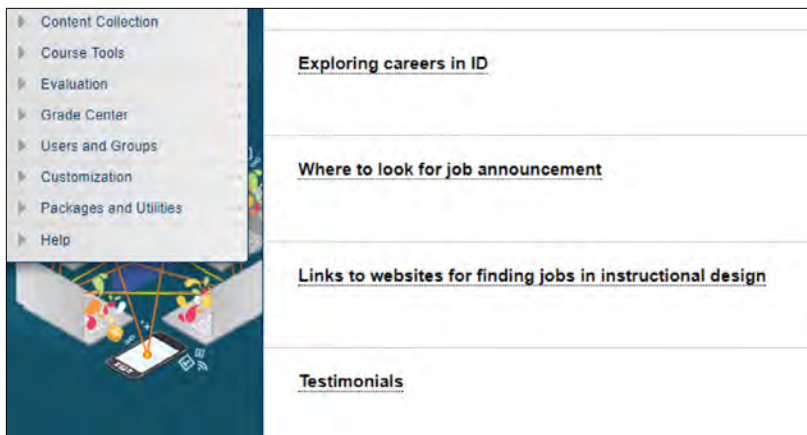 Content Collection
Course Tools
Evaluation
Grade Center
Users and Groups
Customization
Packages and Utilities
Help
Exploring careers in ID
Where to look for job announcement
Links to websites for finding jobs in instructional design
Testimonials